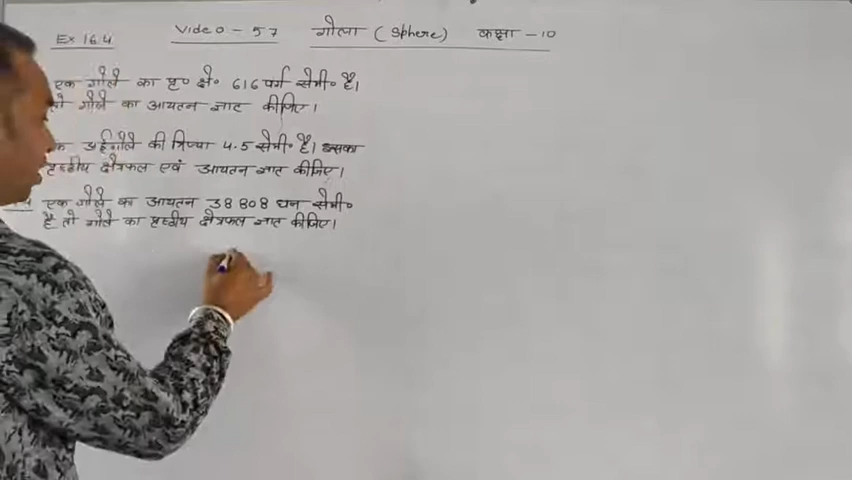 Ex 16.4 Video - 57 गोला ( Sphere ) कक्षा - 10
एक गोले का पृ० क्षे० 616 वर्ग सेमी० है।
तो गोले का आयतन ज्ञात कीजिए।
अर्द्धगोले की त्रिज्या 4.5 सेमी० है। इसका
पृष्ठीय क्षेत्रफल एवं आयतन ज्ञात कीजिए।
एक गोले का आयतन 38808 घन सेमी०
है तो गोले का पृष्ठीय क्षेत्रफल ज्ञात कीजिए।